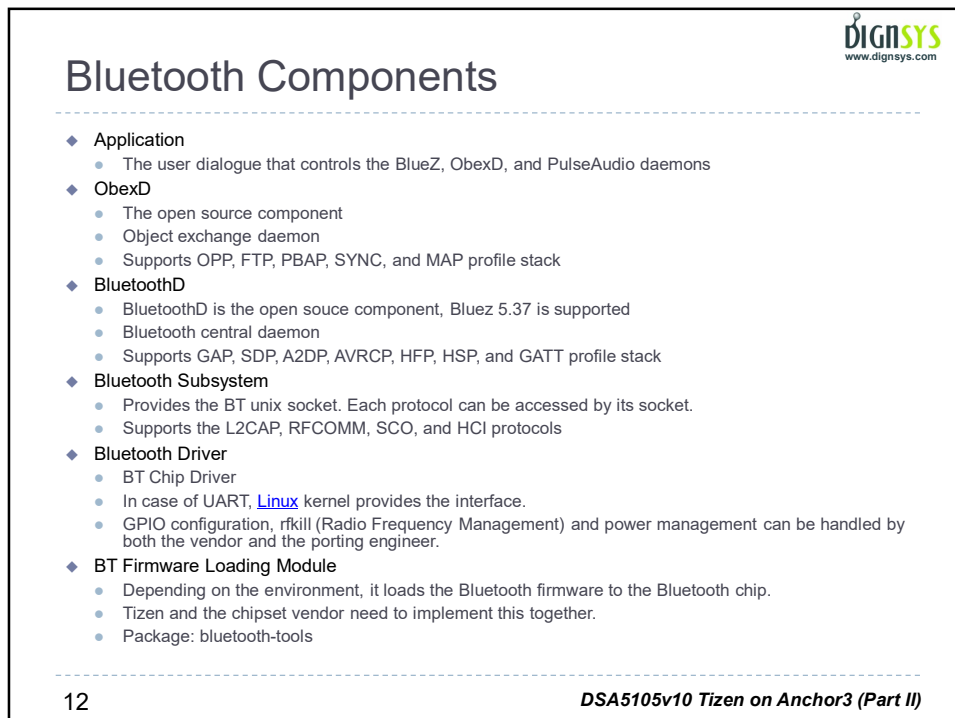 DIGNSYS
www.dignsys.com
Bluetooth Components
Application
The user dialogue that controls the BlueZ, ObexD, and PulseAudio daemons
ObexD
The open source component
Object exchange daemon
Supports OPP, FTP, PBAP, SYNC, and MAP profile stack
BluetoothD
BluetoothD is the open souce component, Bluez 5.37 is supported
Bluetooth central daemon
Supports GAP, SDP, A2DP, AVRCP, HFP, HSP, and GATT profile stack
Bluetooth Subsystem
Provides the BT unix socket. Each protocol can be accessed by its socket.
Supports the L2CAP, RFCOMM, SCO, and HCI protocols
Bluetooth Driver
BT Chip Driver
In case of UART, Linux kernel provides the interface.
GPIO configuration, rfkill (Radio Frequency Management) and power management can be handled by
both the vendor and the porting engineer.
BT Firmware Loading Module
Depending on the environment, it loads the Bluetooth firmware to the Bluetooth chip.
Tizen and the chipset vendor need to implement this together.
Package: bluetooth-tools
12
DSA5105v10 Tizen on Anchor3 (Part II)